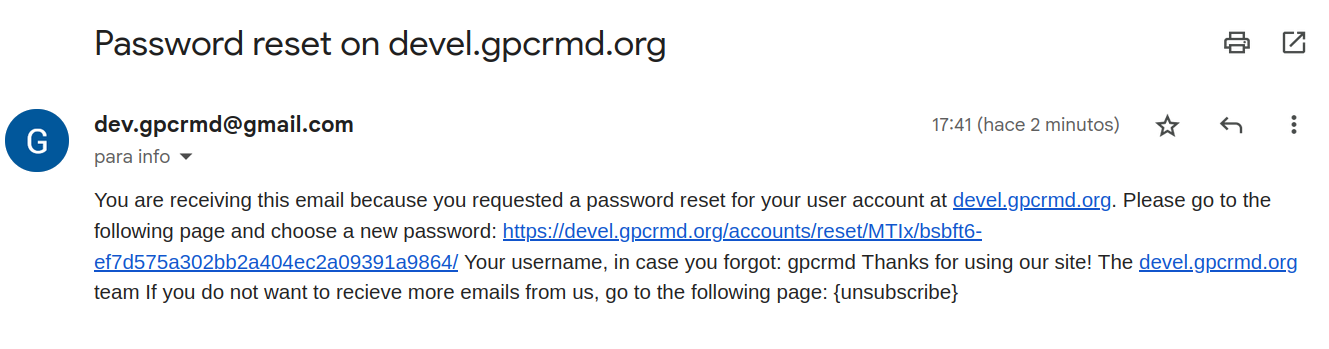 Password reset on devel.gpcrmd.org
G
dev.gpcrmd@gmail.com
17:41 (hace 2 minutos)
para info
You are receiving this email because you requested a password reset for your user account at devel.gpcrmd.org. Please go to the
following page and choose a new password: https://devel.gpcrmd.org/accounts/reset/MTIx/bsbft6-
ef7d575a302bb2a404ec2a09391a9864/ Your username, in case you forgot: gpcrmd Thanks for using our site! The devel.gpcrmd.org
team If you do not want to recieve more emails from us, go to the following page: {unsubscribe}